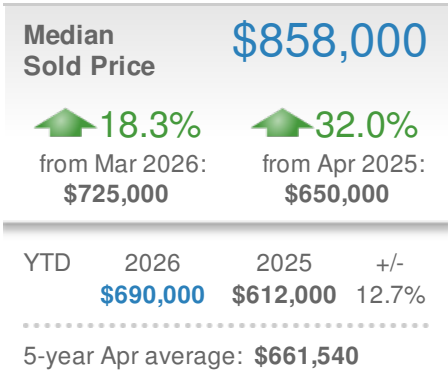 Median
Sold Price
$858,000
18.3%
from Mar 2026:
$725,000
32.0%
from Apr 2025:
$650,000
YTD 2026 2025 +/-
$690,000 $612,000 12.7%
5-year Apr average: $661,540